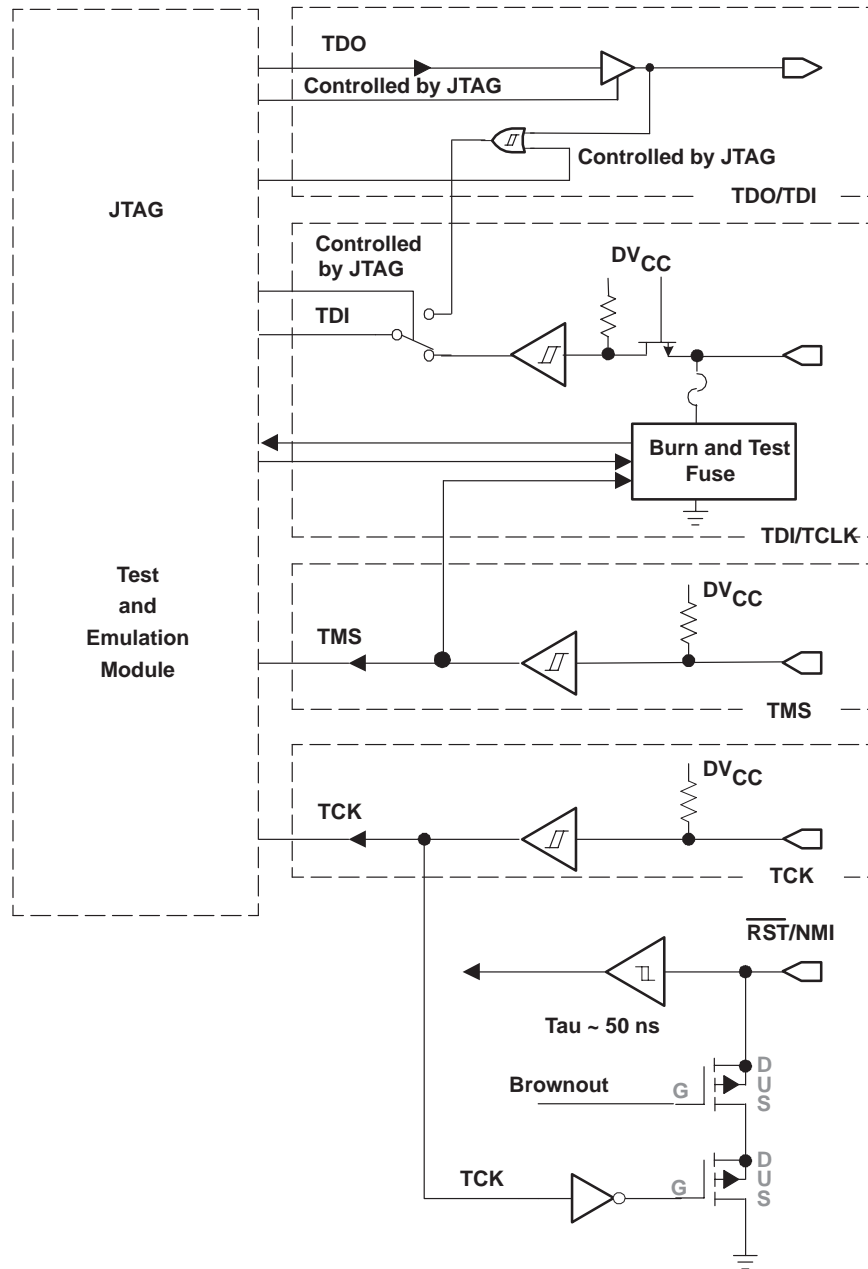 TDO
Controlled by JTAG
Controlled by JTAG
TDO/TDI
JTAG
Controlled
by JTAG
TDI
DVCC
Burn and Test
Fuse
TDI/TCLK
Test
and
Emulation
Module
TMS
DVCC
TMS
TCK
DVCC
TCK
RST/NMI
Tau ~ 50 ns
Brownout
G
D
U
S
TCK
G
D
U
S